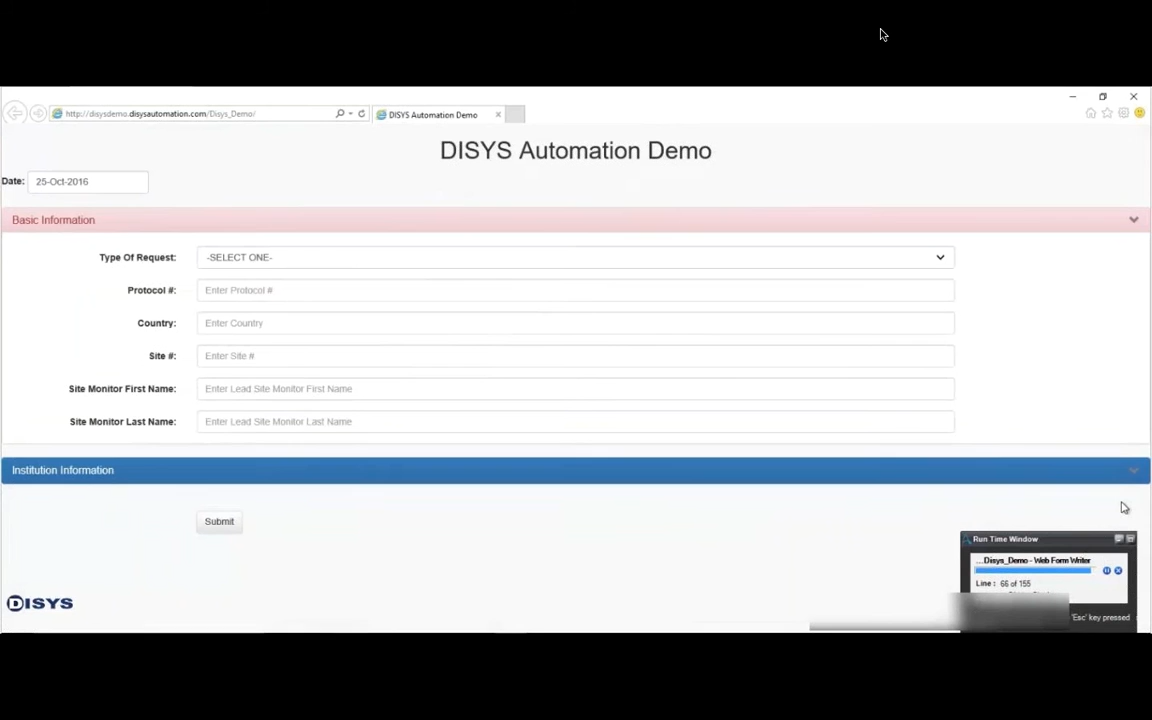 http://disysdemo.disysautomation.com/Disys_Demo/
DISYS Automation Demo
DISYS Automation Demo
Date: 25-Oct-2016
Basic Information
Type Of Request: -SELECT ONE-
Protocol #: Enter Protocol #
Country: Enter Country
Site #: Enter Site #
Site Monitor First Name: Enter Lead Site Monitor First Name
Site Monitor Last Name: Enter Lead Site Monitor Last Name
Institution Information
Submit
Run Time Window
...Disys_Demo - Web Form Writer
Line : 66 of 155
'Esc' key pressed
DISYS